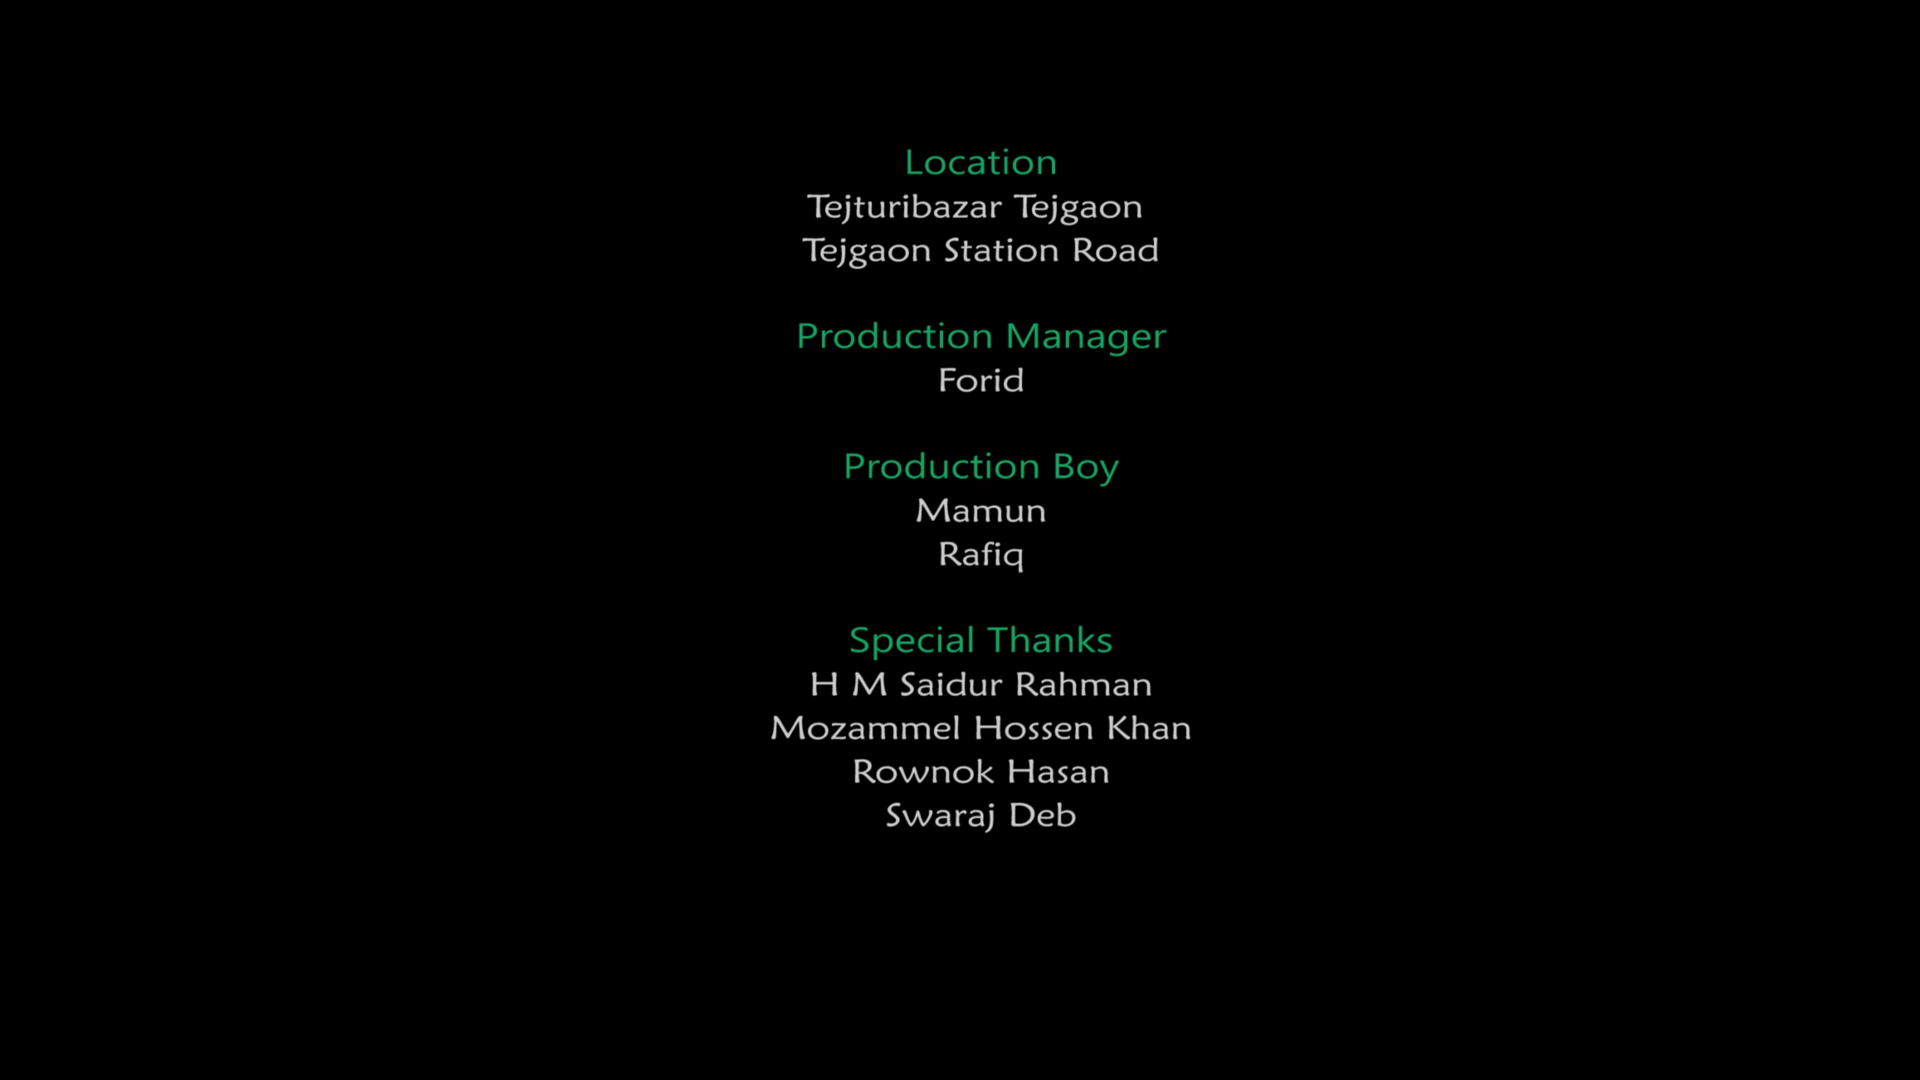 Location
Tejturibazar Tejgaon
Tejgaon Station Road
Production Manager
Forid
Production Boy
Mamun
Rafiq
Special Thanks
H M Saidur Rahman
Mozammel Hossen Khan
Rownok Hasan
Swaraj Deb